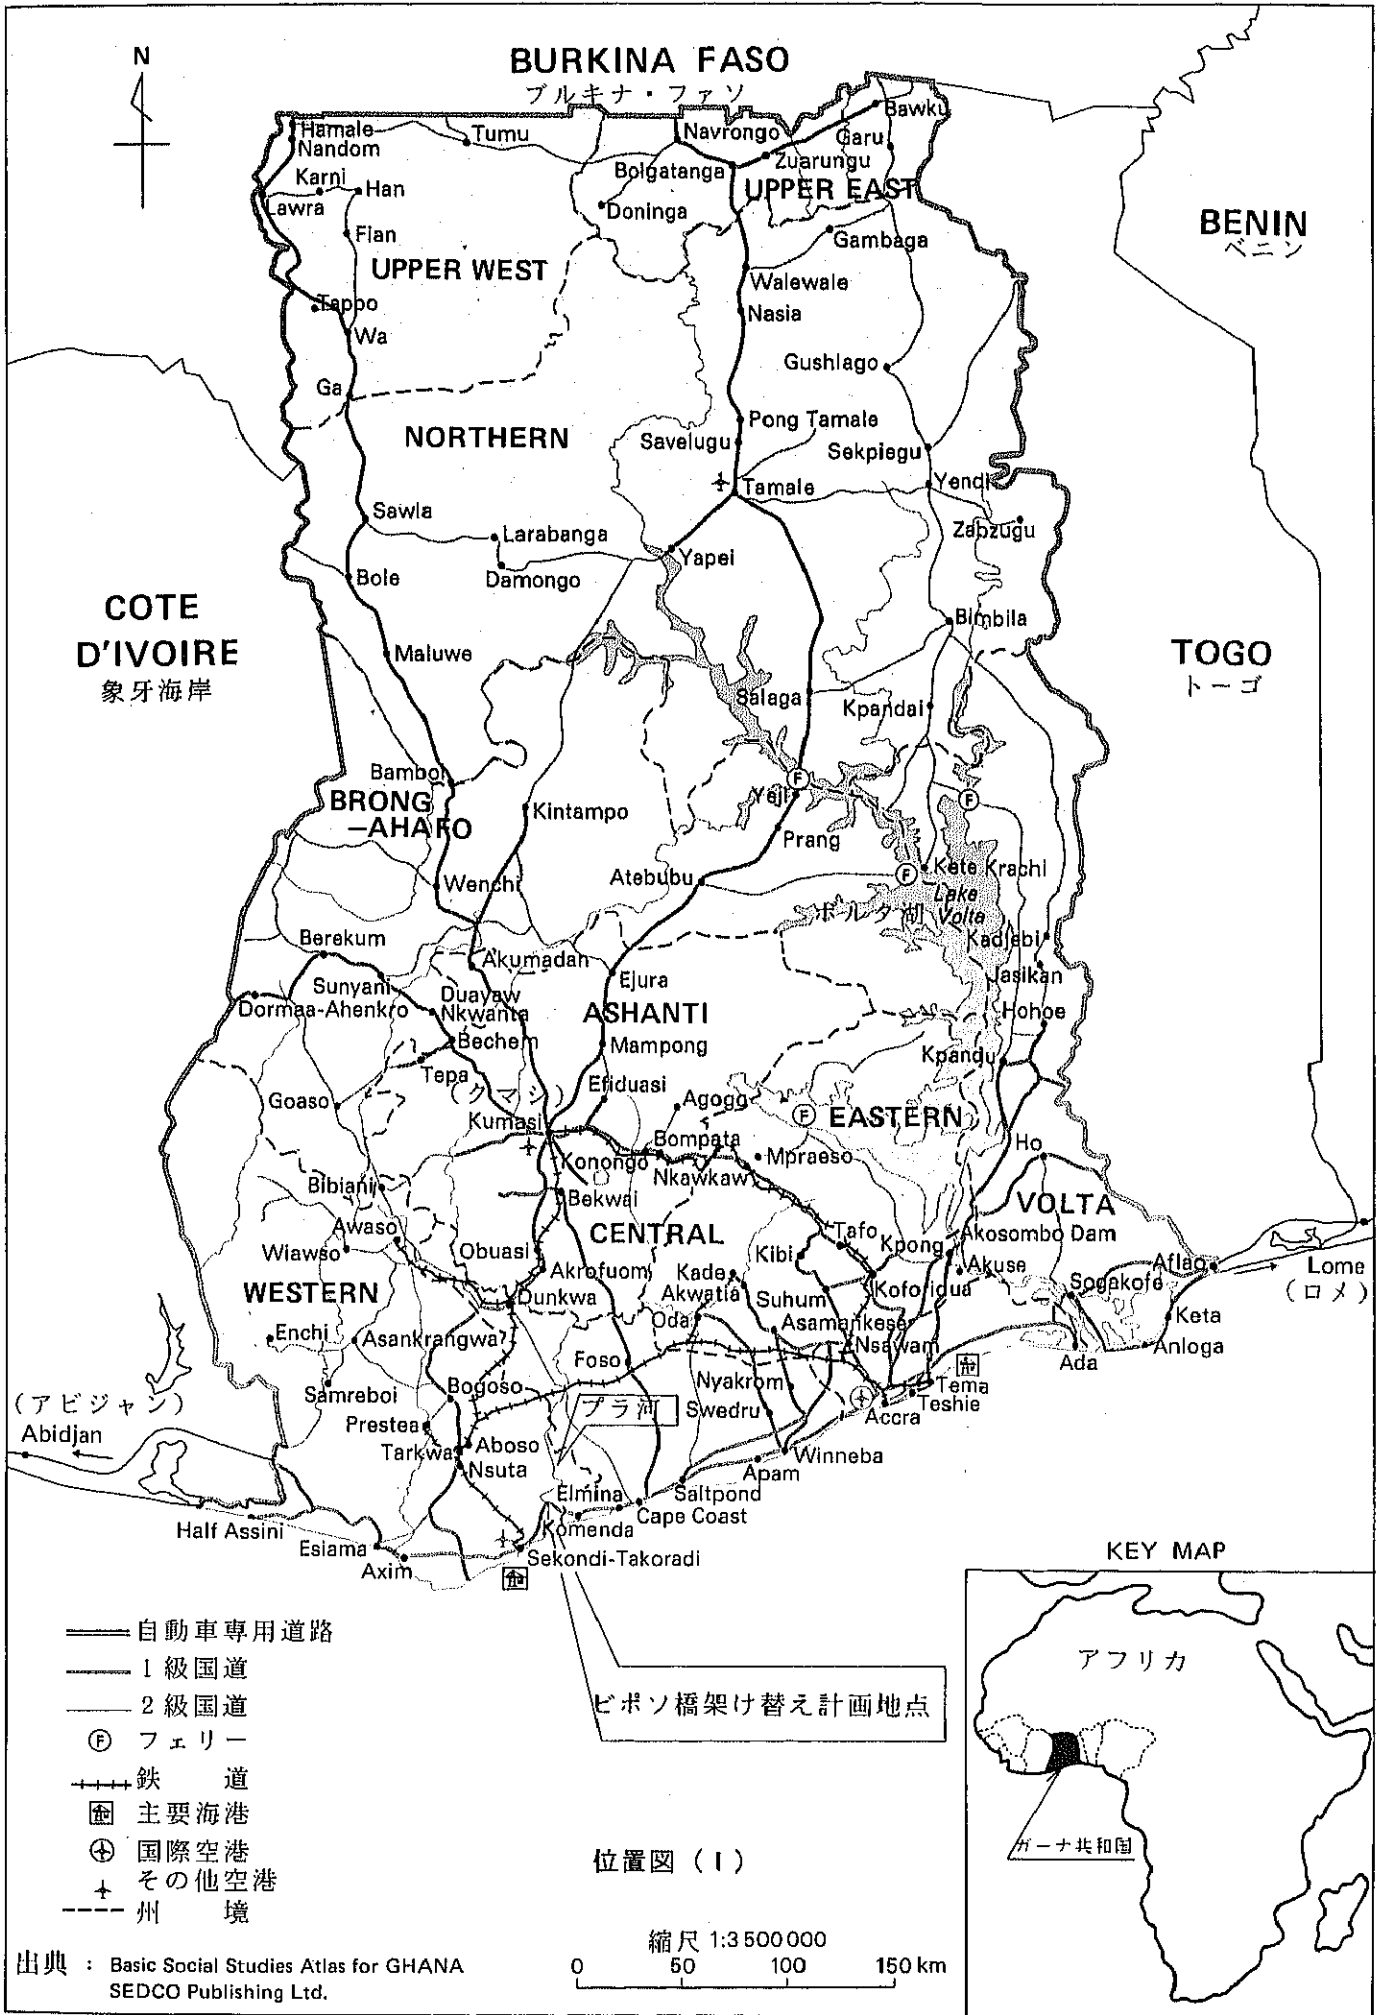 N
BURKINA FASO
ブルキナ・ファソ
Hamale
Nandom
Tumu
Navrongo
Bawku
Garu
Zuarungu
Bolgatanga
UPPER EAST
Karni
Han
Lawra
Doninga
Fian
Gambaga
BENIN
ベニン
UPPER WEST
Walewale
Tappo
Nasia
Wa
Gushlago
Ga
Pong Tamale
NORTHERN
Savelugu
Sekpiegu
Tamale
Yendi
Sawla
Zabzugu
Larabanga
Yapei
Damongo
Bole
COTE
D'IVOIRE
象牙海岸
Bimbila
Maluwe
TOGO
トーゴ
Salaga
Kpandai
Bamboi
F
Yeji
F
BRONG
-AHAFO
Kintampo
Prang
Wenchi
Atebubu
F
Kete Krachi
Lake
Volta
ボルタ湖
Berekum
Kadjebi
Akumadan
Ejura
Jasikan
Sunyani
Dormaa-Ahenkro
Duayaw
Nkwanta
ASHANTI
Hohoe
Bechem
Mampong
Kpandu
Tepa
(クマシ)
Efiduasi
Goaso
Agogo
F
EASTERN
Kumasi
Bompata
Ho
Konongo
Mpraeso
Nkawkaw
Bibiani
Bekwai
VOLTA
Awaso
CENTRAL
Tafo
Akosombo Dam
Wiawso
Obuasi
Kibi
Kpong
Akrofuom
Kade
Akuse
Aflao
Lome
(ロメ)
WESTERN
Dunkwa
Akwatia
Suhum
Koforidua
Sogakofe
Oda
Asamankese
Keta
Enchi
Asankrangwa
Nsawam
Anloga
Foso
Ada
Samreboi
Bogoso
Nyakrom
Tema
Teshie
(アビジャン)
Abidjan
Prestea
プラ河
Swedru
Accra
Tarkwa
Aboso
Nsuta
Winneba
Apam
Elmina
Saltpond
Half Assini
Komenda
Cape Coast
Esiama
Axim
Sekondi-Takoradi
KEY MAP
アフリカ
ガーナ共和国
ビポソ橋架け替え計画地点
自動車専用道路
1級国道
2級国道
F フェリー
鉄 道
主要海港
国際空港
その他空港
州 境
位置図(I)
縮尺 1:3500000
0 50 100 150 km
出典 : Basic Social Studies Atlas for GHANA
SEDCO Publishing Ltd.